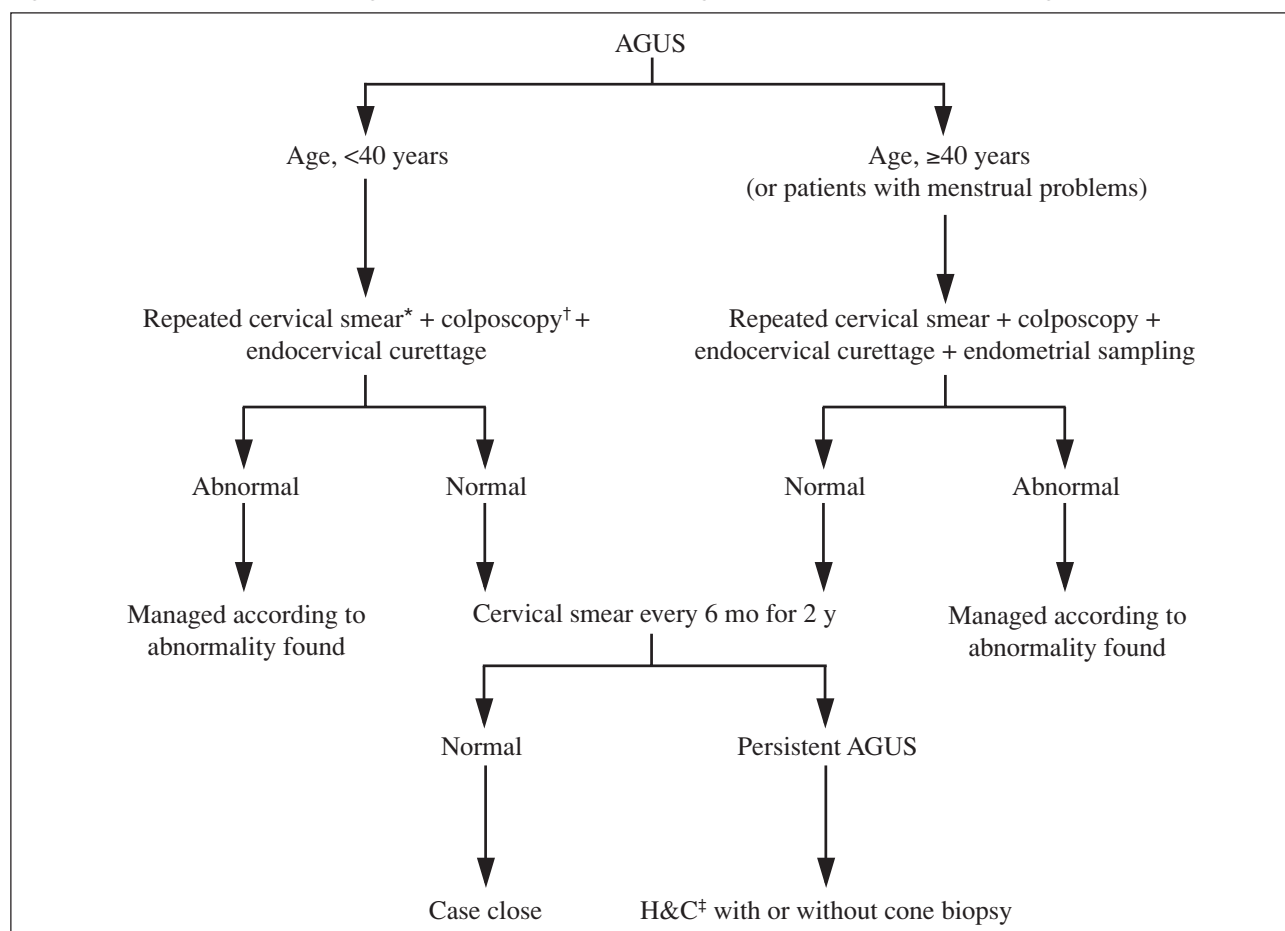 AGUS
Age, <40 years
Age, ≥40 years
(or patients with menstrual problems)
Repeated cervical smear* + colposcopy† +
endocervical curettage
Repeated cervical smear + colposcopy +
endocervical curettage + endometrial sampling
Abnormal
Normal
Normal
Abnormal
Managed according to
abnormality found
Cervical smear every 6 mo for 2 y
Managed according to
abnormality found
Normal
Persistent AGUS
Case close
H&C‡ with or without cone biopsy